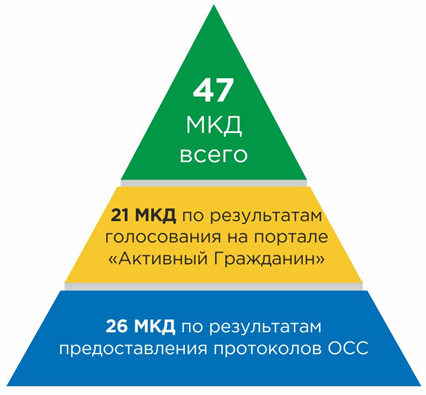 47
МКД
всего
21 МКД по результатам
голосования на портале
«Активный Гражданин»
26 МКД по результатам
предоставления протоколов ОСС